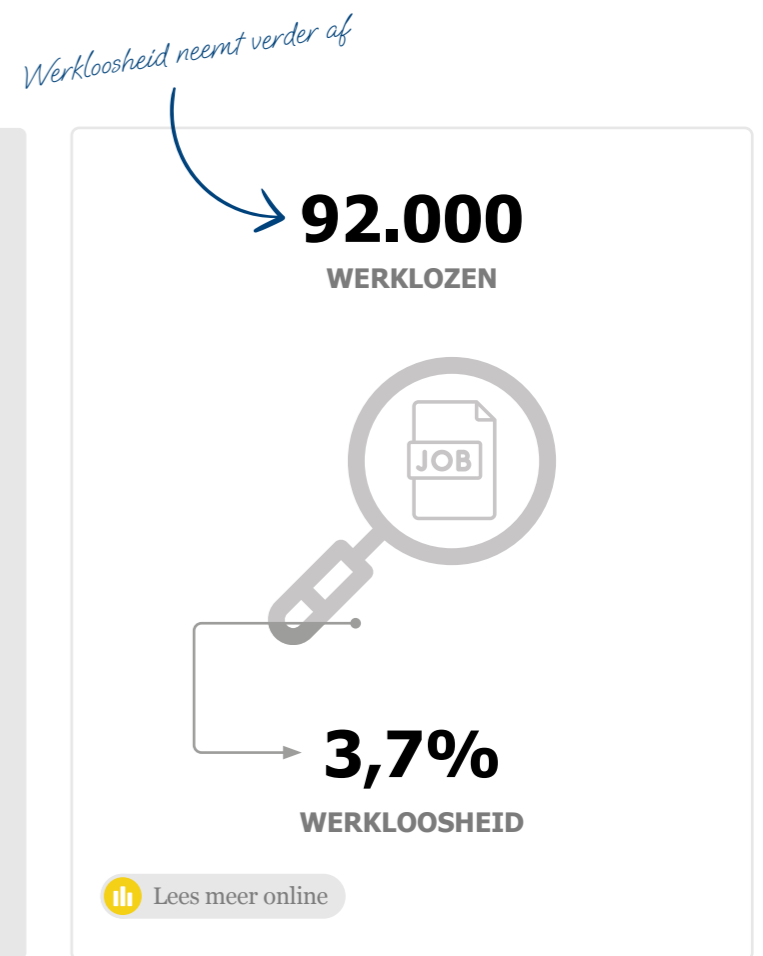 Werkloosheid neemt verder af
92.000
WERKLOZEN
JOB
3,7%
WERKLOOSHEID
Lees meer online